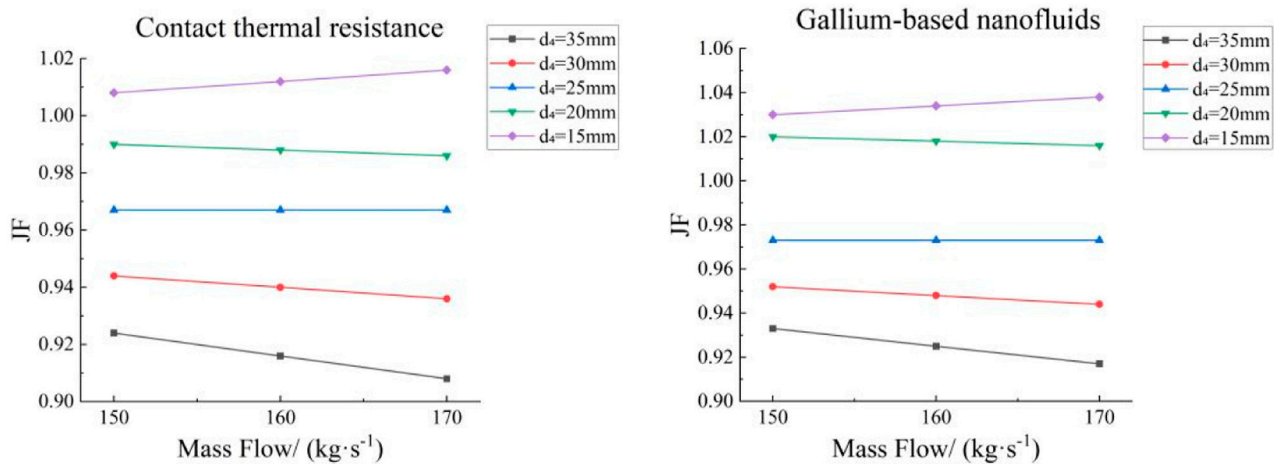 Contact thermal resistance
JF
1.02
1.00
0.98
0.96
0.94
0.92
0.90
150
160
170
Mass Flow/ (kg·s⁻¹)
d₄=35mm
d₄=30mm
d₄=25mm
d₄=20mm
d₄=15mm
Gallium-based nanofluids
JF
1.06
1.04
1.02
1.00
0.98
0.96
0.94
0.92
0.90
150
160
170
Mass Flow/ (kg·s⁻¹)
d₄=35mm
d₄=30mm
d₄=25mm
d₄=20mm
d₄=15mm